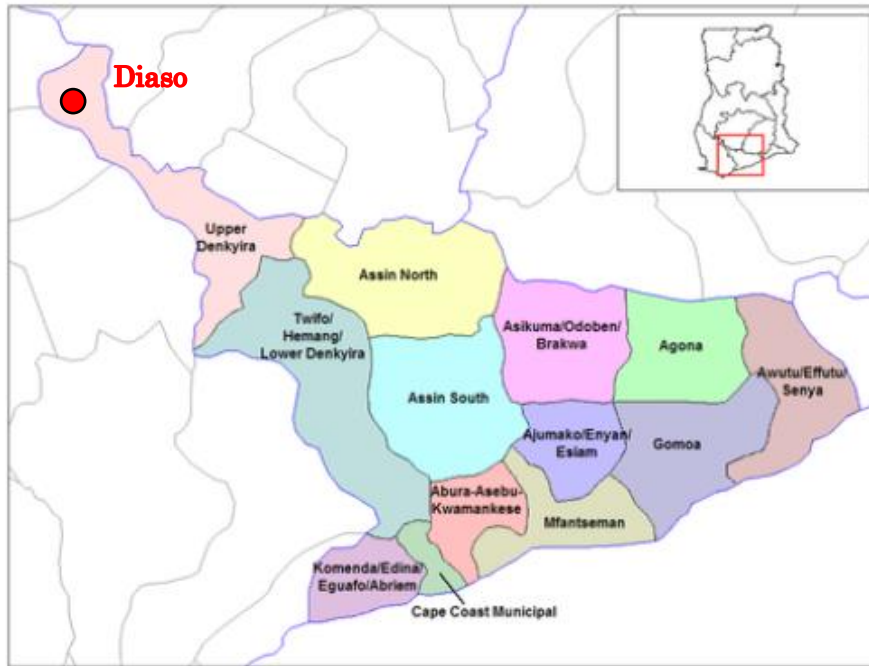 Diaso
Upper
Denkyira
Assin North
Twifo/
Hemang/
Lower Denkyira
Asikuma/Odoben/
Brakwa
Agona
Awutu/Effutu/
Senya
Assin South
Ajumako/Enyan/
Esiam
Gomoa
Abura-Asebu-
Kwamankese
Mfantseman
Komenda/Edina/
Eguafo/Abriem
Cape Coast Municipal